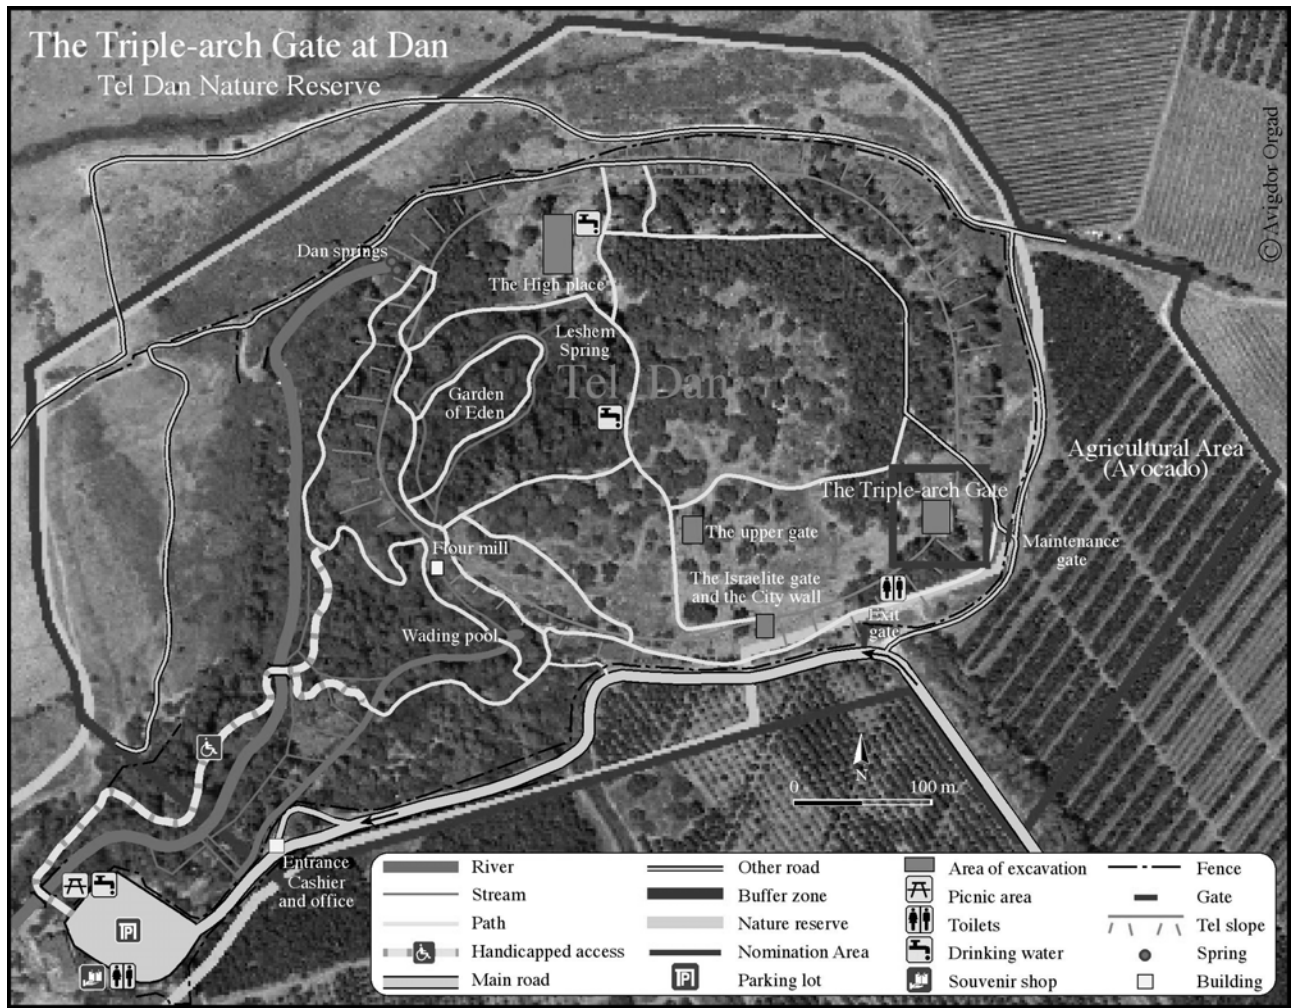 The Triple-arch Gate at Dan
Tel Dan Nature Reserve
©Avigdor Orgad
Dan springs
The High place
Leshem
Spring
Tel Dan
Garden
of Eden
Agricultural Area
(Avocado)
The Triple-arch Gate
The upper gate
Maintenance
gate
Flour mill
The Israelite gate
and the City wall
Exit
gate
Wading pool
N
0 100 m.
Entrance
Cashier
and office
P
River
Stream
Path
Handicapped access
Main road
Other road
Buffer zone
Nature reserve
Nomination Area
P
Parking lot
Area of excavation
Picnic area
Toilets
Drinking water
Souvenir shop
Fence
Gate
Tel slope
Spring
Building